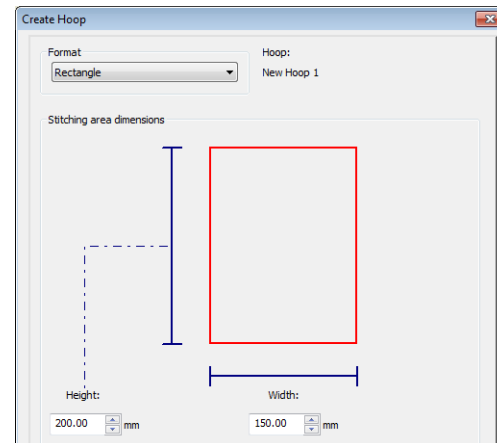 Create Hoop
Format
Hoop:
Rectangle
New Hoop 1
Stitching area dimensions
Height:
Width:
200.00 mm
150.00 mm